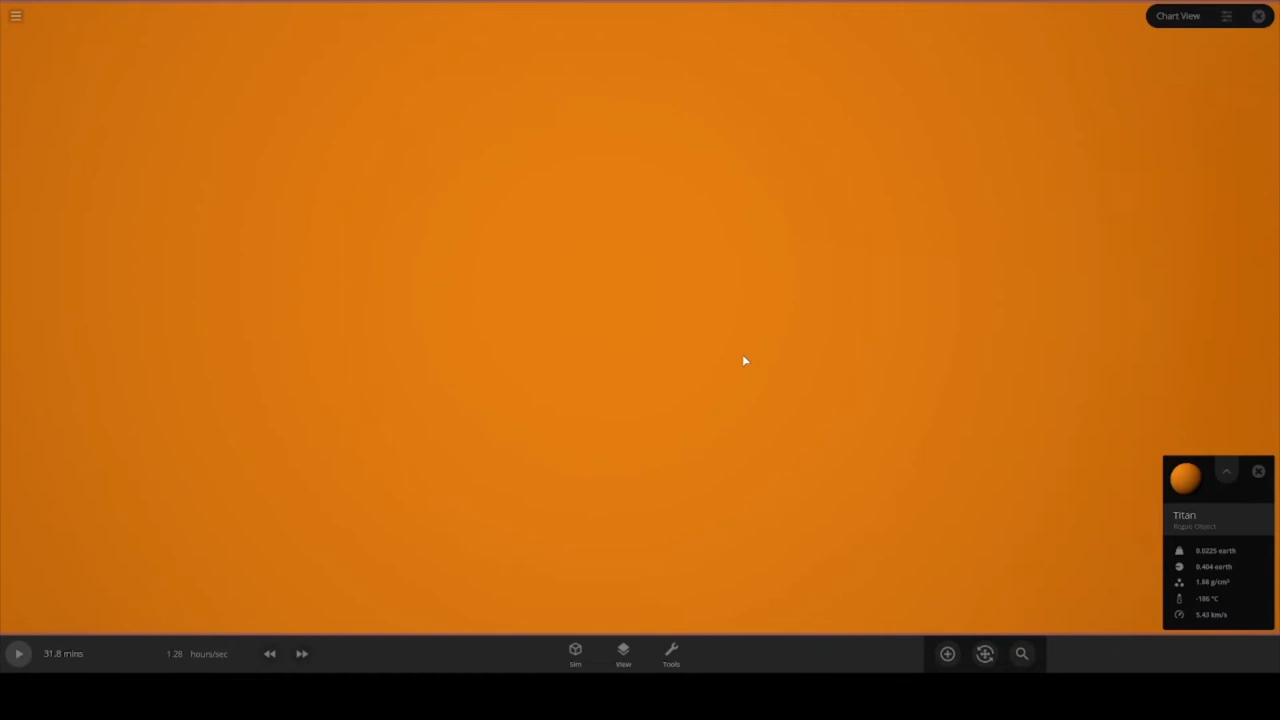 Chart View
Titan
Rogue Object
0.0225 earth
0.404 earth
1.88 g/cm³
-186 °C
5.43 km/s
31.8 mins
1.28 hours/sec
Sim
View
Tools